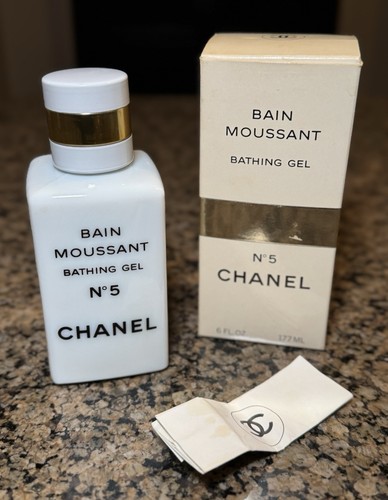 BAIN
MOUSSANT
BATHING GEL
N°5
CHANEL
BAIN
MOUSSANT
BATHING GEL
N°5
CHANEL
6 FL.OZ. 177 ML